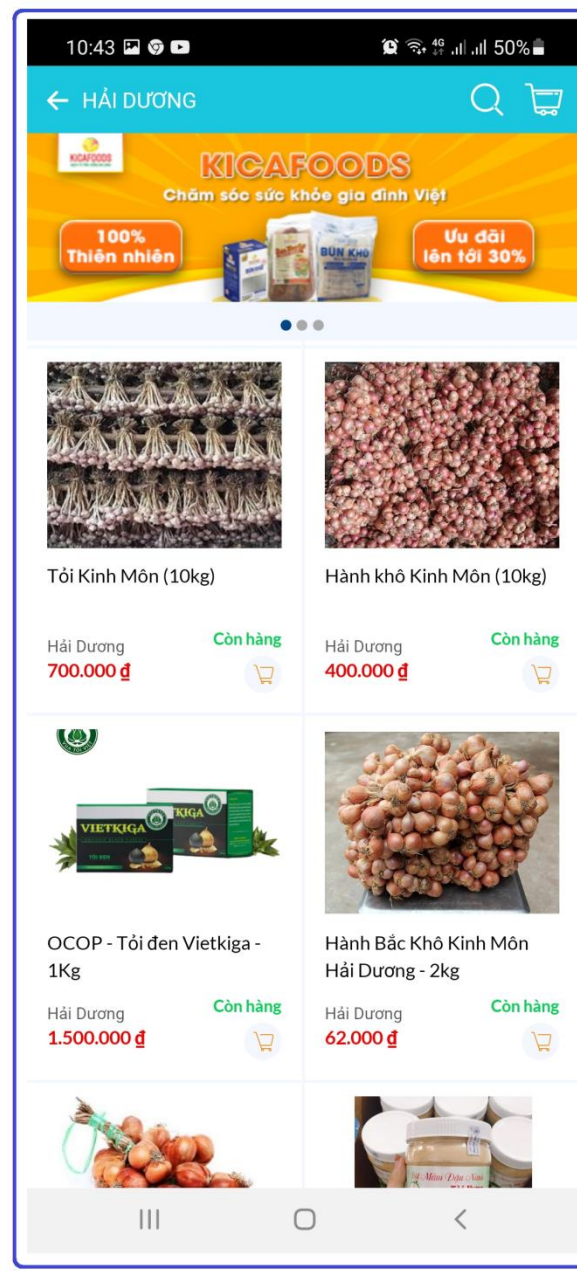 10:43
4G
50%
HẢI DƯƠNG
KICAFOODS
KICAFOODS
Chăm sóc sức khỏe gia đình Việt
100%
Thiên nhiên
BÚN KHÔ
Ưu đãi
lên tới 30%
Tỏi Kinh Môn (10kg)
Hành khô Kinh Môn (10kg)
Hải Dương
Còn hàng
700.000 ₫
Hải Dương
Còn hàng
400.000 ₫
VIETKIGA
TỎI ĐEN
OCOP - Tỏi đen Vietkiga -
1Kg
Hành Bắc Khô Kinh Môn
Hải Dương - 2kg
Hải Dương
Còn hàng
1.500.000 ₫
Hải Dương
Còn hàng
62.000 ₫